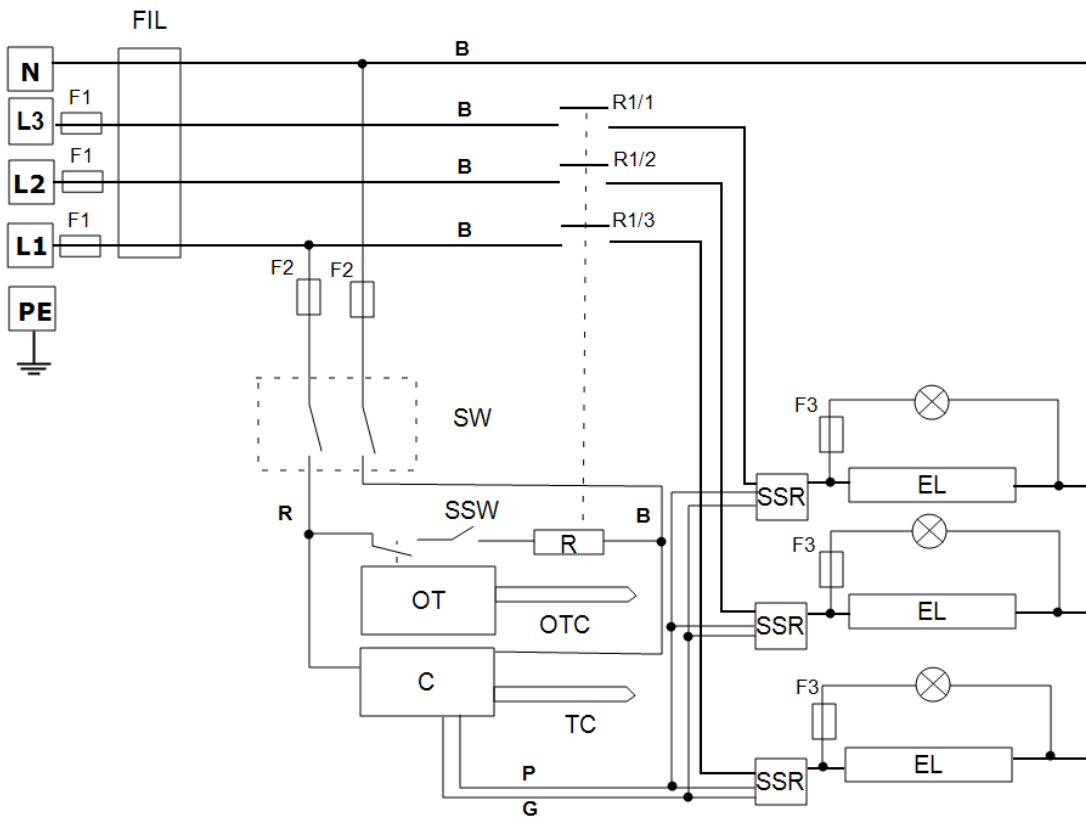 FIL
B
N
F1
L3
B
R1/1
F1
L2
B
R1/2
F1
L1
B
R1/3
F2
F2
PE
SW
F3
SSR
EL
R
SSW
B
R
OT
OTC
F3
SSR
EL
C
TC
F3
P
G
SSR
EL